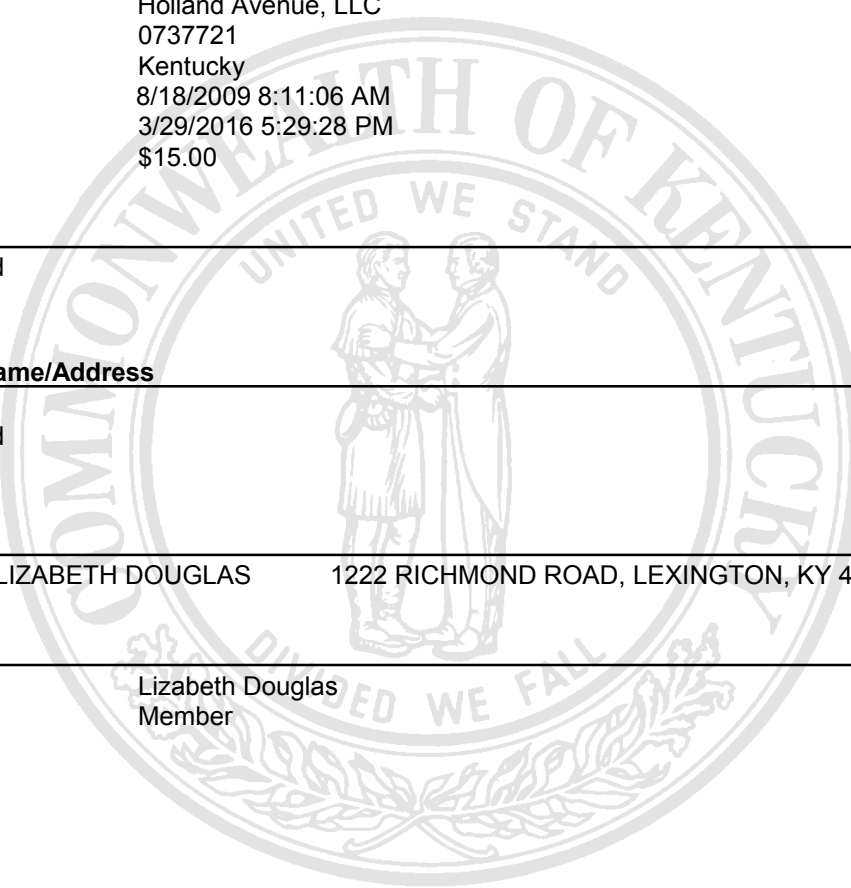 Holland Avenue, LLC
0737721
Kentucky
8/18/2009 8:11:06 AM
3/29/2016 5:29:28 PM
$15.00
d
ame/Address
d
LIZABETH DOUGLAS 1222 RICHMOND ROAD, LEXINGTON, KY 4
Lizabeth Douglas
Member
COMMONWEALTH OF KENTUCKY
UNITED WE STAND
DIVIDED WE FALL